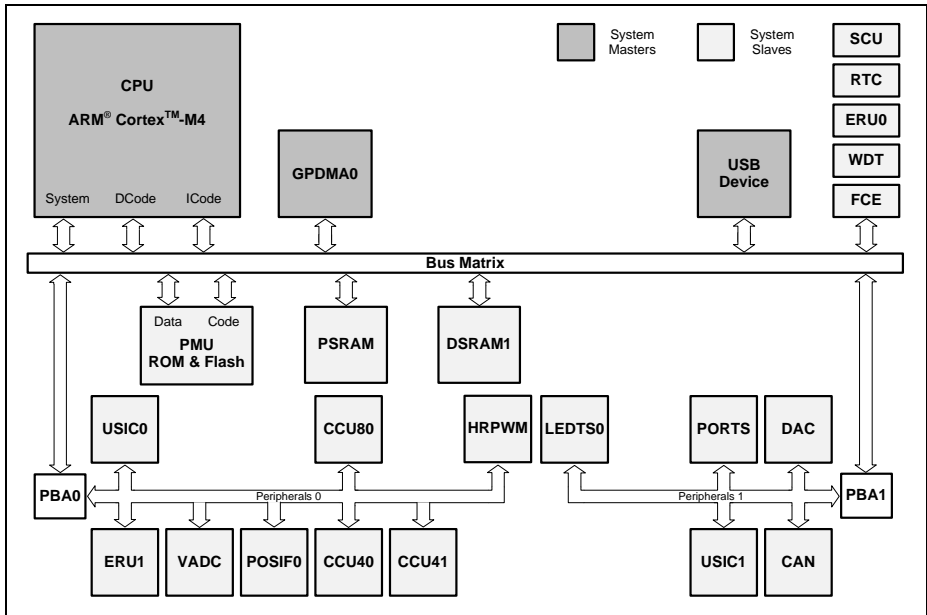 CPU
ARM® Cortex™-M4
System
DCode
ICode
GPDMA0
System
Masters
System
Slaves
USB
Device
SCU
RTC
ERU0
WDT
FCE
Bus Matrix
Data
Code
PMU
ROM & Flash
PSRAM
DSRAM1
USIC0
CCU80
HRPWM
LEDTS0
PORTS
DAC
PBA0
Peripherals 0
Peripherals 1
PBA1
ERU1
VADC
POSIF0
CCU40
CCU41
USIC1
CAN